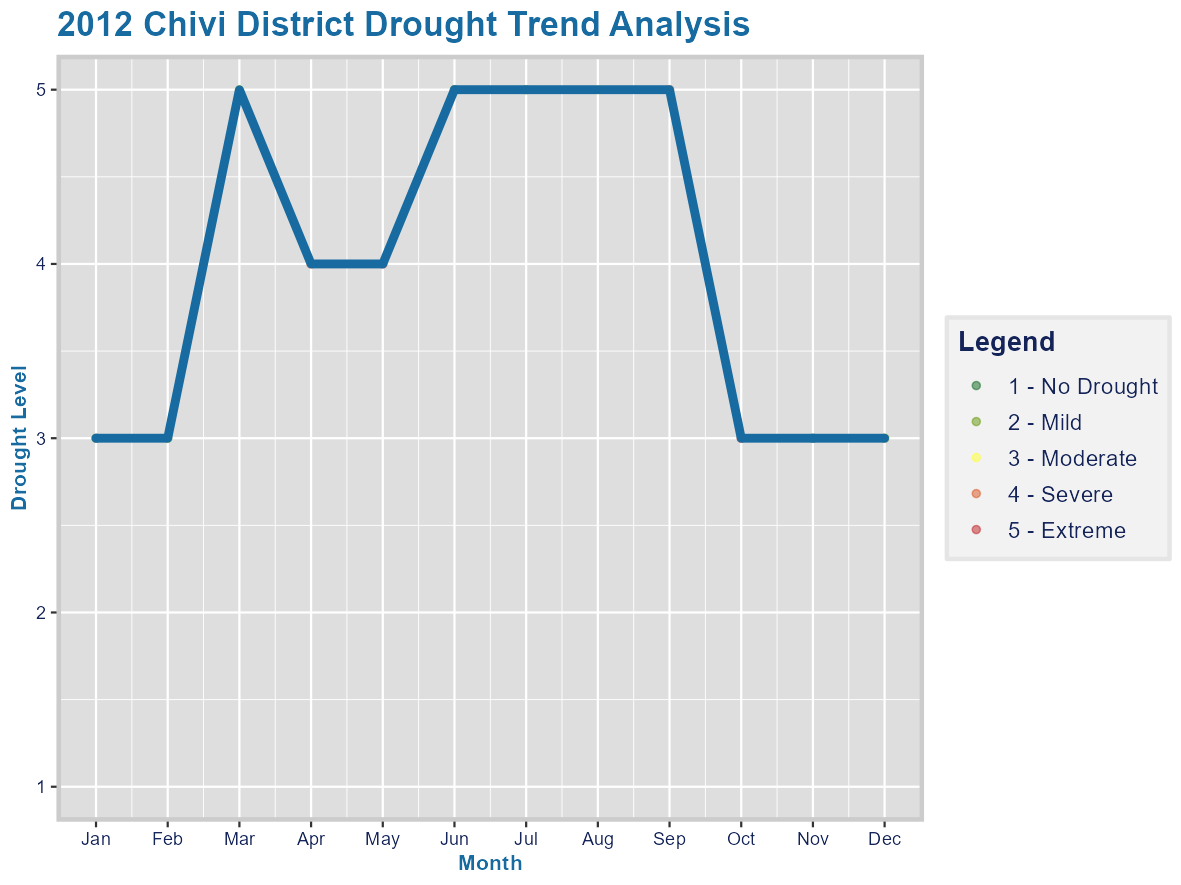 2012 Chivi District Drought Trend Analysis
Drought Level
5
4
3
2
1
Jan Feb Mar Apr May Jun Jul Aug Sep Oct Nov Dec
Month
Legend
1 - No Drought
2 - Mild
3 - Moderate
4 - Severe
5 - Extreme